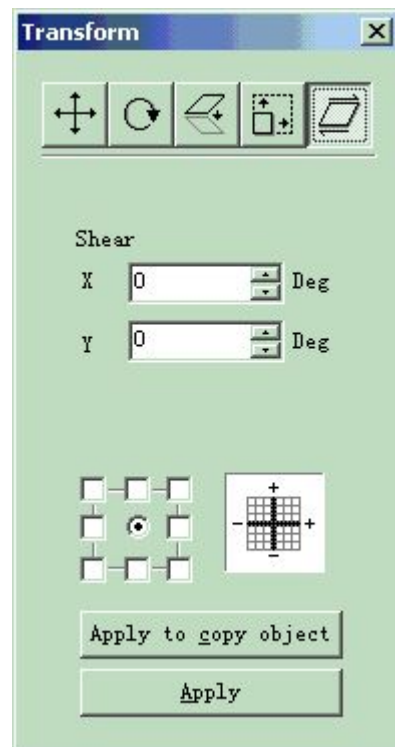 Transform
Shear
X 0 Deg
Y 0 Deg
+
- +
-
Apply to copy object
Apply